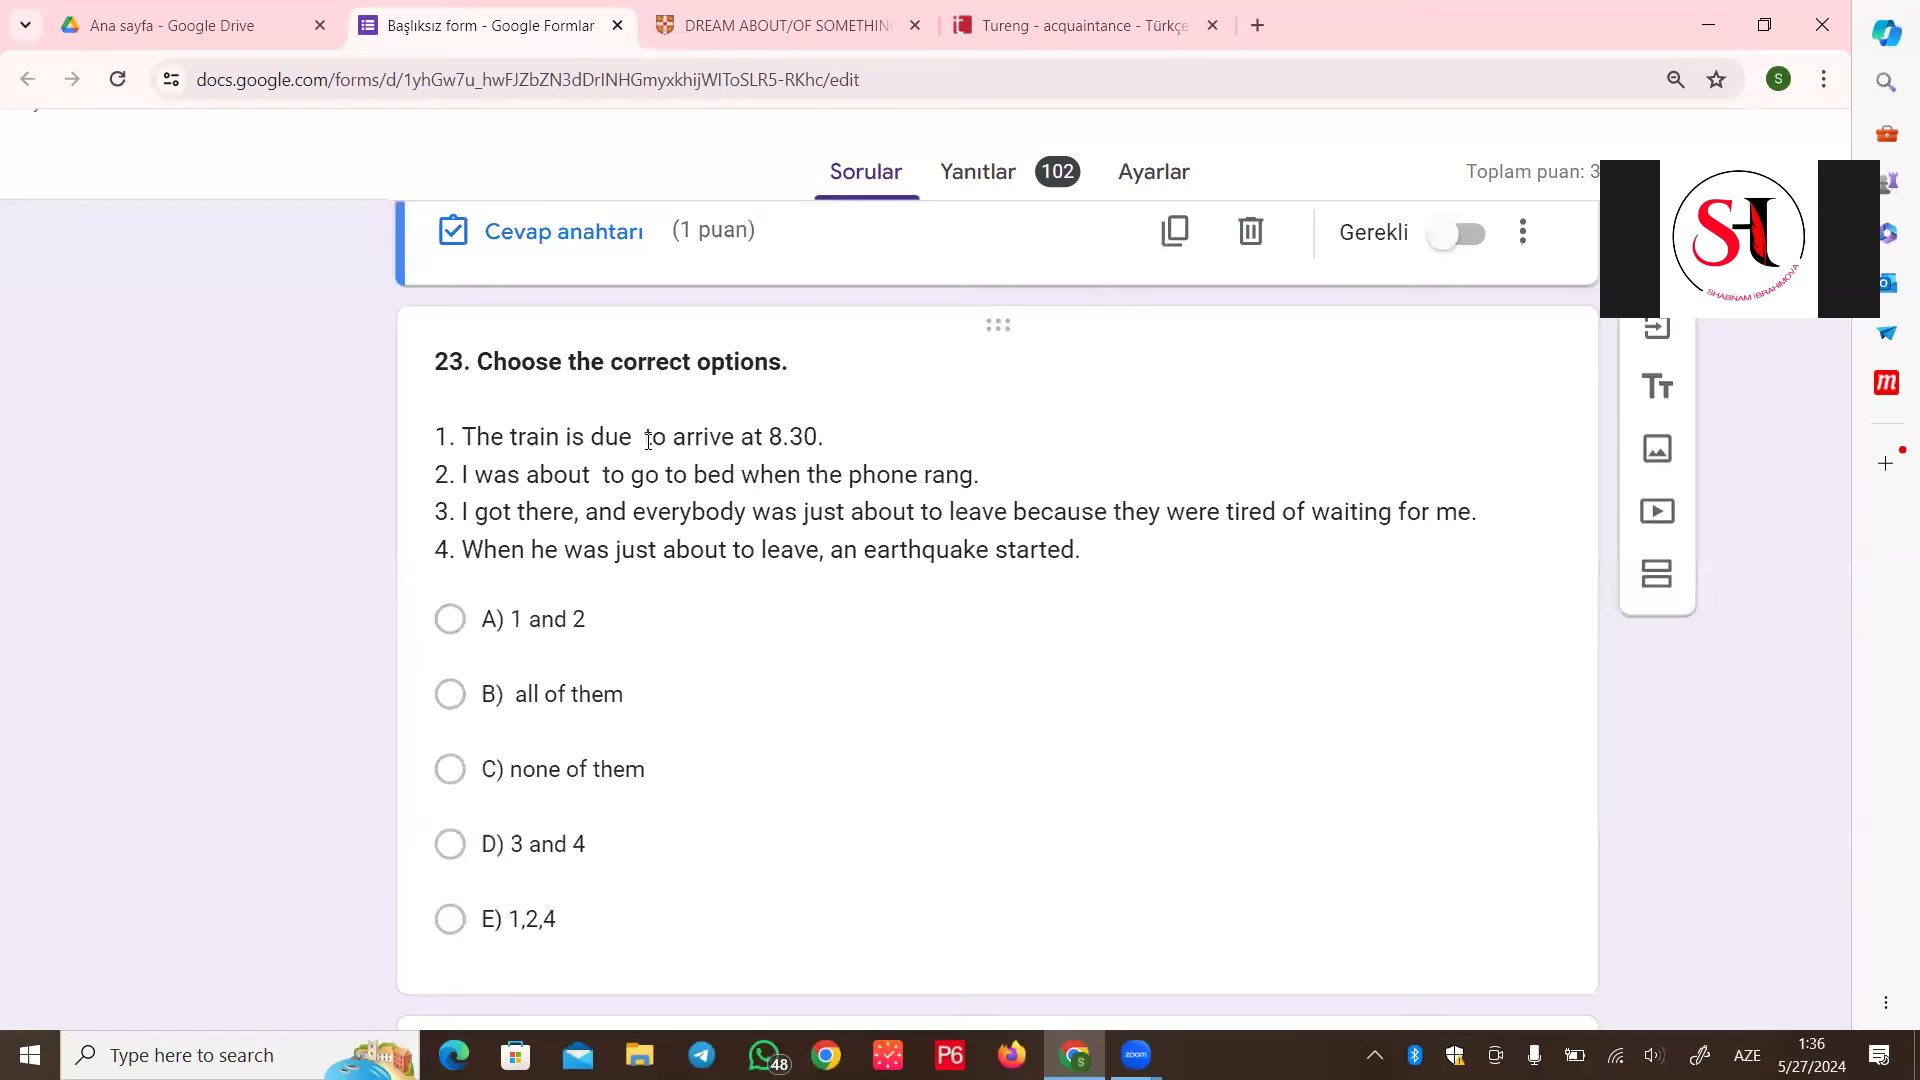 Ana sayfa - Google Drive
Başlıksız form - Google Formlar
DREAM ABOUT/OF SOMETHIN
Tureng - acquaintance - Türkçe
docs.google.com/forms/d/1yhGw7u_hwFJZbZN3dDrINHGmyxkhijWIToSLR5-RKhc/edit
S
Sorular
Yanıtlar
102
Ayarlar
Toplam puan: 3
SHABNAM IBRAHIMOVA
Cevap anahtarı
(1 puan)
Gerekli
23. Choose the correct options.
1. The train is due  to arrive at 8.30.
2. I was about  to go to bed when the phone rang.
3. I got there, and everybody was just about to leave because they were tired of waiting for me.
4. When he was just about to leave, an earthquake started.
A) 1 and 2
B)  all of them
C) none of them
D) 3 and 4
E) 1,2,4
Tт
m
Type here to search
48
P6
zoom
AZE
1:36
5/27/2024